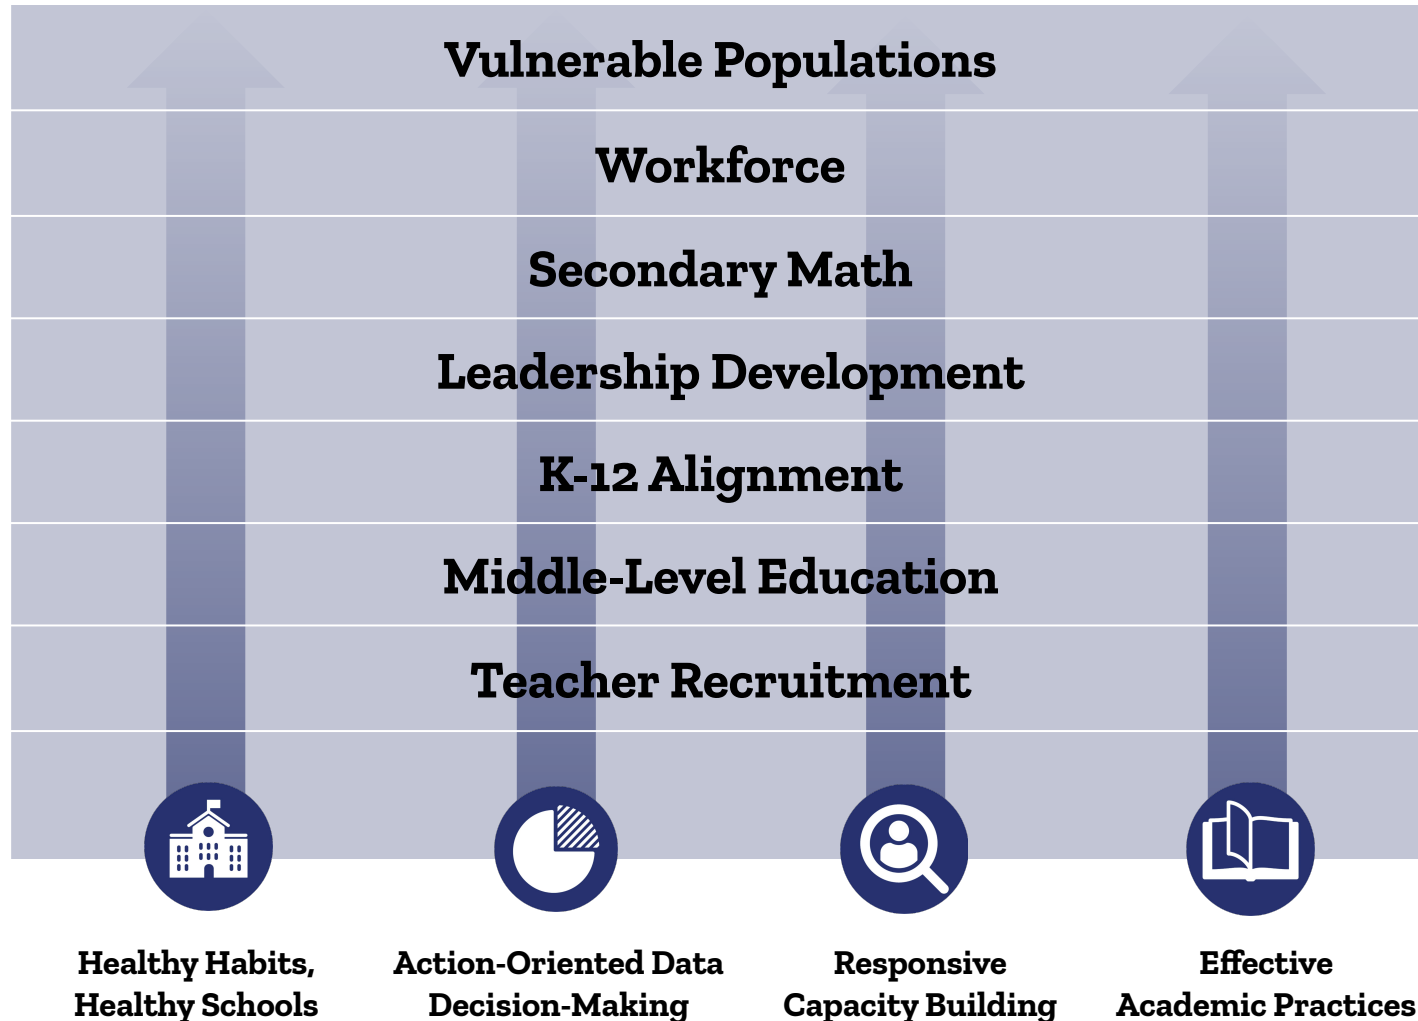 Vulnerable Populations
Workforce
Secondary Math
Leadership Development
K-12 Alignment
Middle-Level Education
Teacher Recruitment
Healthy Habits,
Healthy Schools
Action-Oriented Data
Decision-Making
Responsive
Capacity Building
Effective
Academic Practices